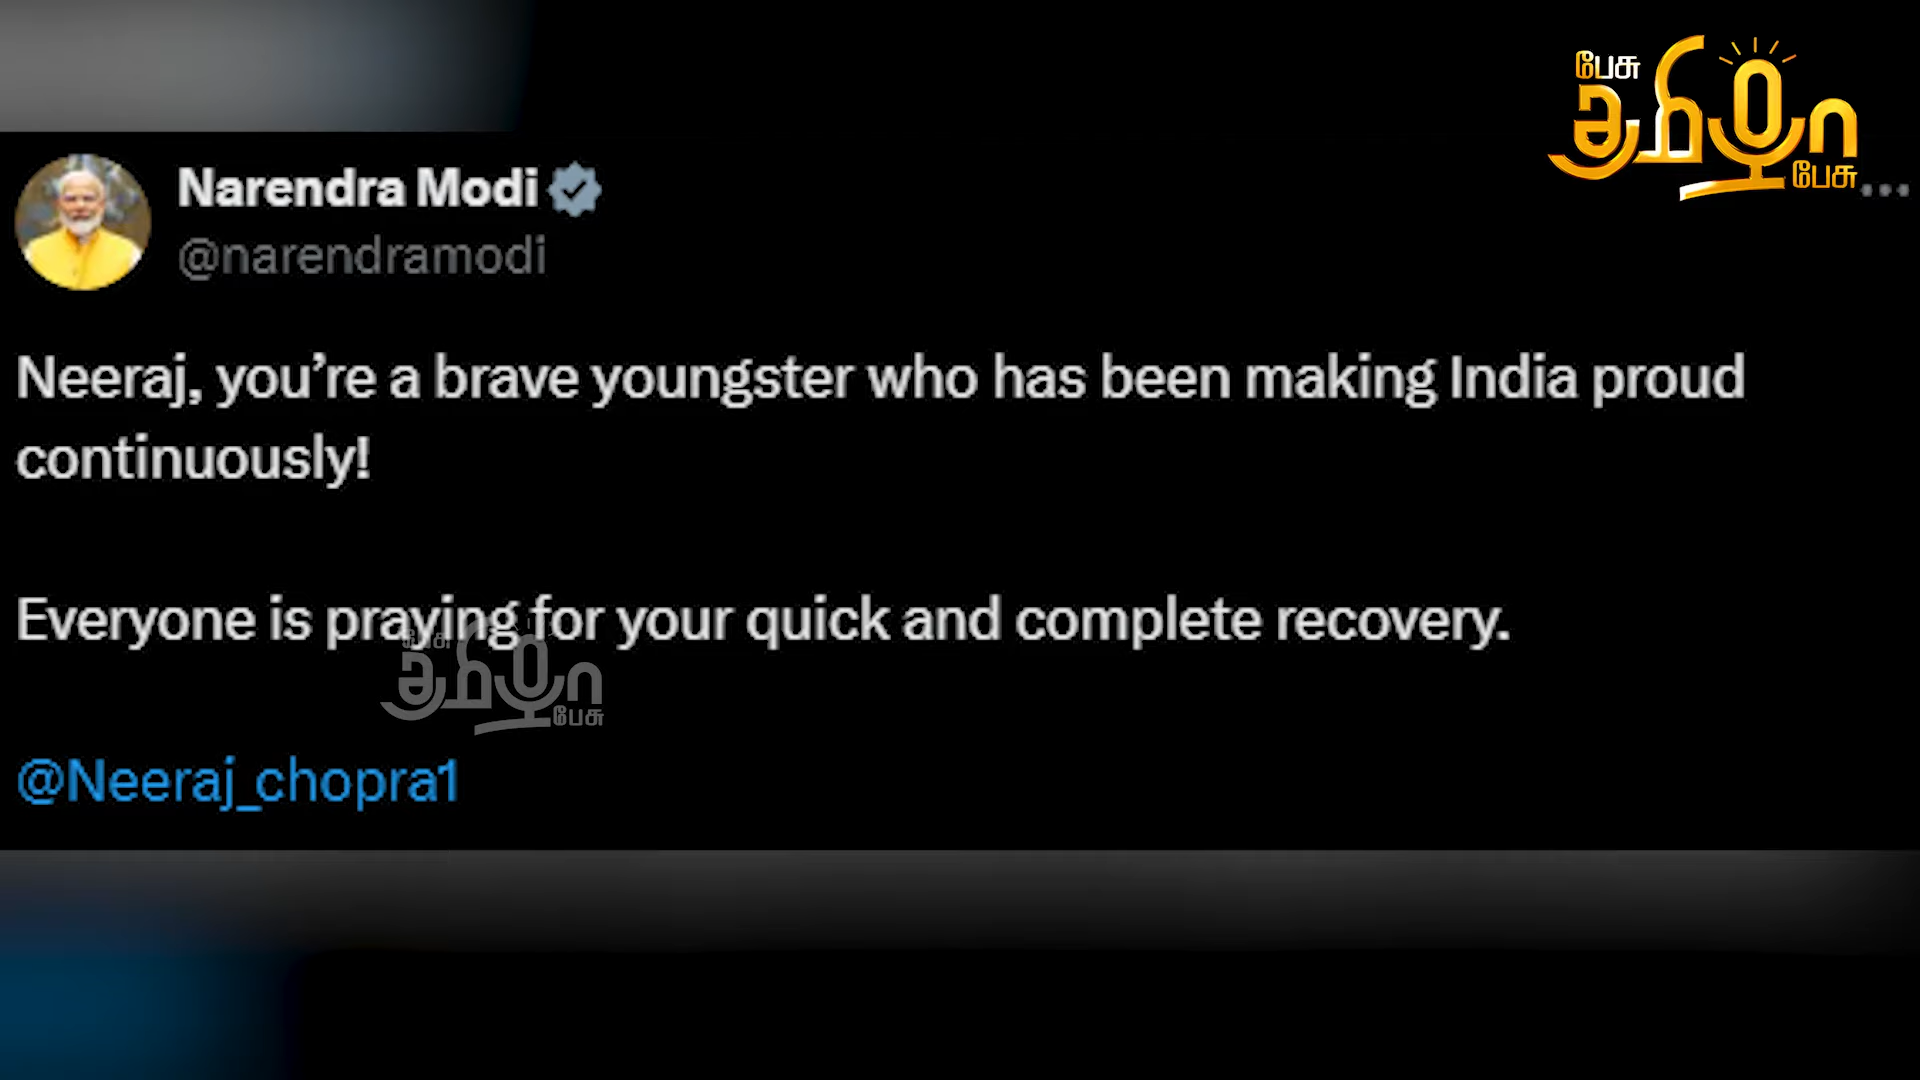 பேசு
தமிழா
பேசு
Narendra Modi
@narendramodi
Neeraj, you’re a brave youngster who has been making India proud
continuously!
Everyone is praying for your quick and complete recovery.
பேசு
தமிழா
பேசு
@Neeraj_chopra1